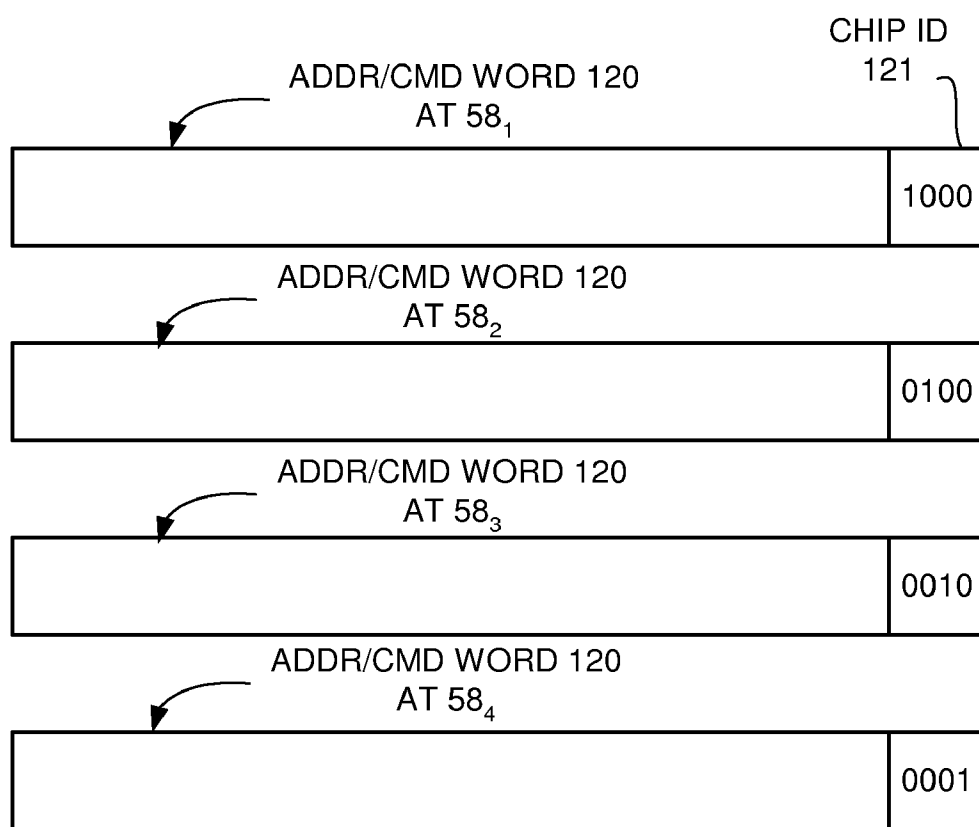 CHIP ID
121
ADDR/CMD WORD 120
AT 58₁
1000
ADDR/CMD WORD 120
AT 58₂
0100
ADDR/CMD WORD 120
AT 58₃
0010
ADDR/CMD WORD 120
AT 58₄
0001